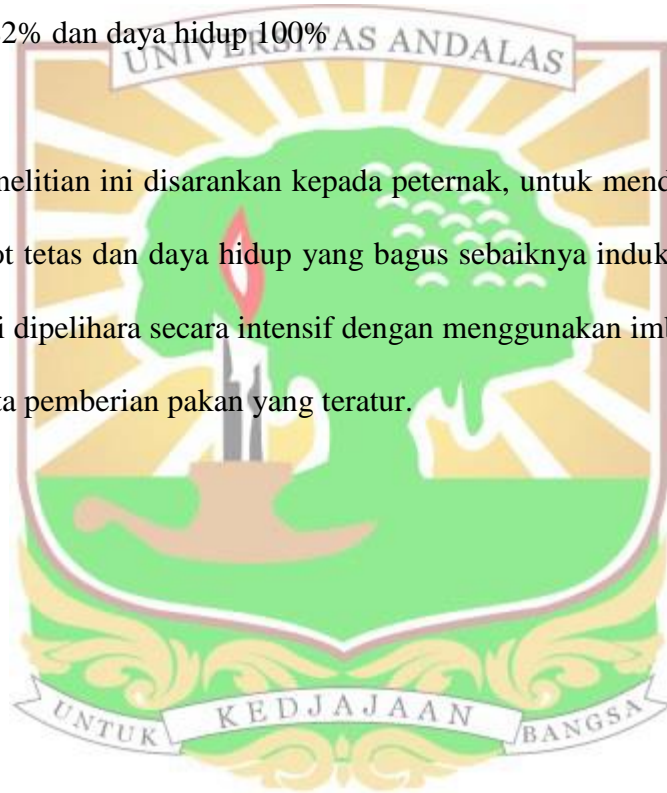 2% dan daya hidup 100%
UNIVERSITAS ANDALAS
nelitian ini disarankan kepada peternak, untuk mend
ot tetas dan daya hidup yang bagus sebaiknya induk
i dipelihara secara intensif dengan menggunakan imb
ta pemberian pakan yang teratur.
UNTUK KEDJAJAAN BANGSA